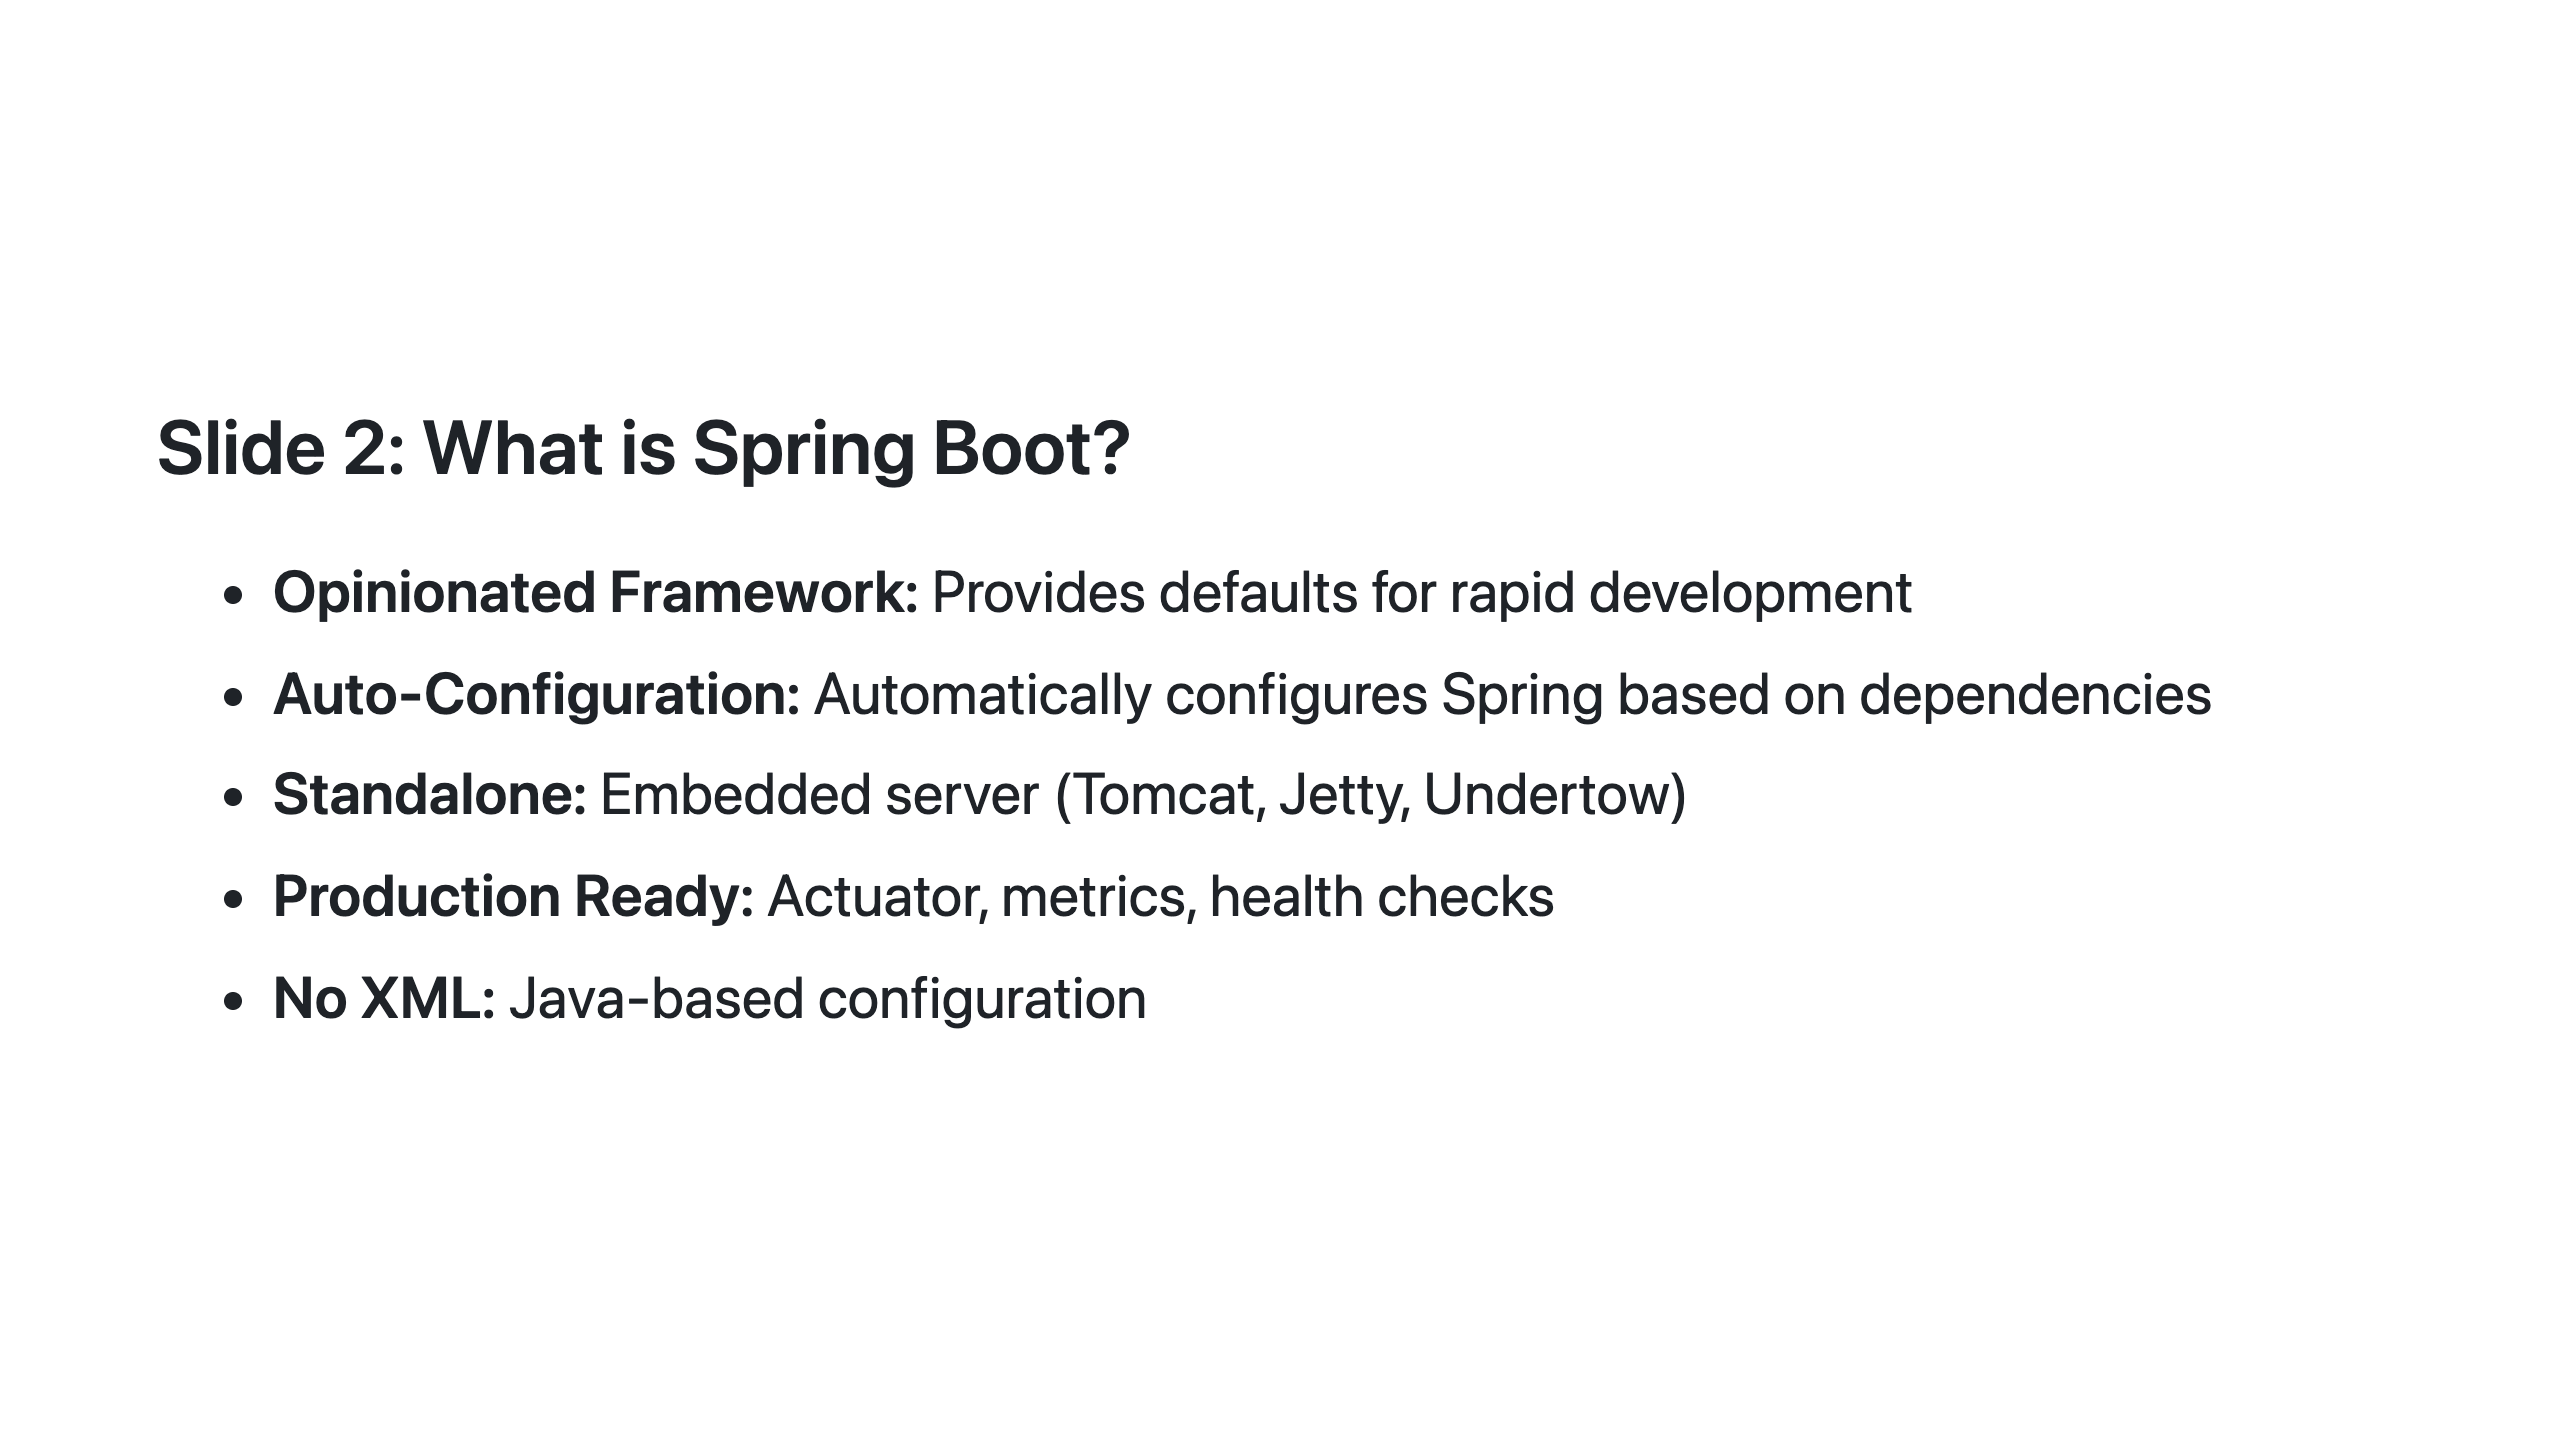 Slide 2: What is Spring Boot?
• Opinionated Framework: Provides defaults for rapid development
• Auto-Configuration: Automatically configures Spring based on dependencies
• Standalone: Embedded server (Tomcat, Jetty, Undertow)
• Production Ready: Actuator, metrics, health checks
• No XML: Java-based configuration